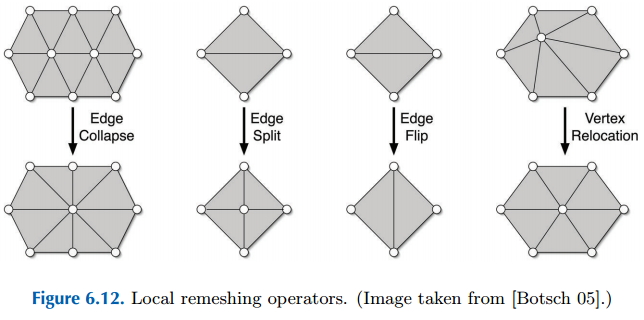 Edge
Collapse
Edge
Split
Edge
Flip
Vertex
Relocation
Figure 6.12. Local remeshing operators. (Image taken from [Botsch 05].)